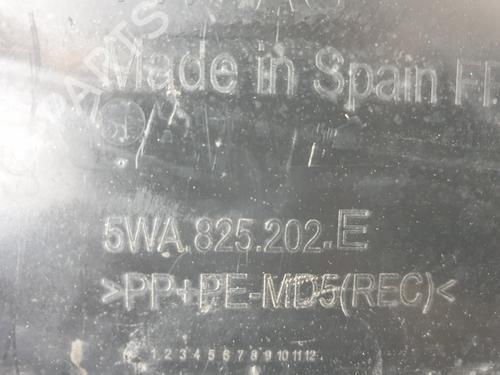 AG
Made in Spain
5WA.825.202.E
>PP+PE-MD5(REC)<
1 2 3 4 5 6 7 8 9 10 11 12